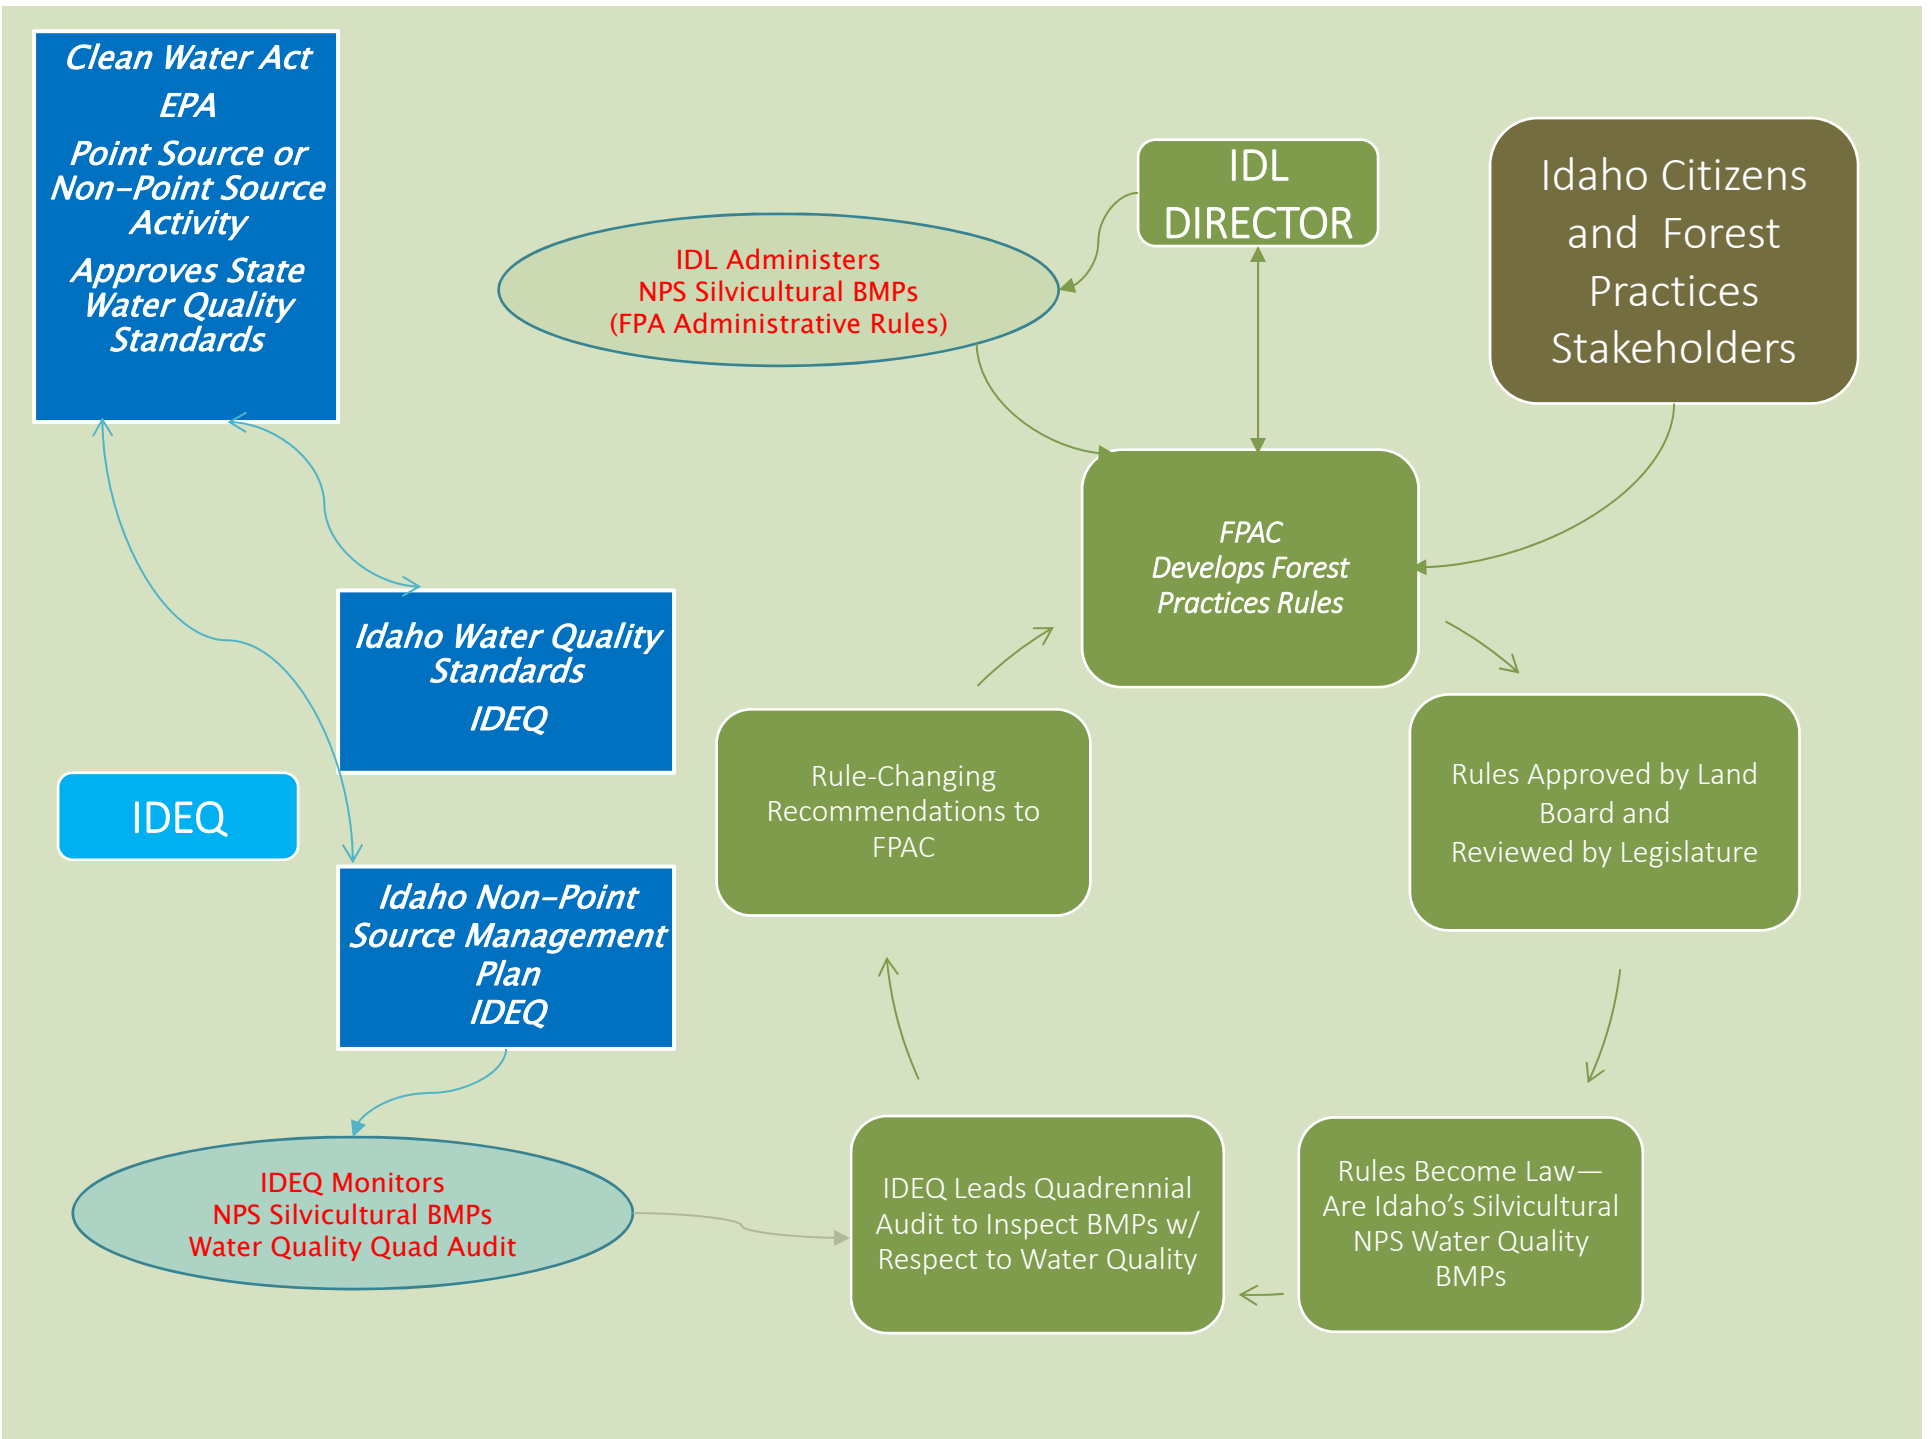 Clean Water Act
EPA
Point Source or
Non-Point Source
Activity
Approves State
Water Quality
Standards
IDL
DIRECTOR
Idaho Citizens
and Forest
Practices
Stakeholders
IDL Administers
NPS Silvicultural BMPs
(FPA Administrative Rules)
FPAC
Develops Forest
Practices Rules
Idaho Water Quality
Standards
IDEQ
IDEQ
Rule-Changing
Recommendations to
FPAC
Rules Approved by Land
Board and
Reviewed by Legislature
Idaho Non-Point
Source Management
Plan
IDEQ
IDEQ Monitors
NPS Silvicultural BMPs
Water Quality Quad Audit
IDEQ Leads Quadrennial
Audit to Inspect BMPs w/
Respect to Water Quality
Rules Become Law—
Are Idaho’s Silvicultural
NPS Water Quality
BMPs